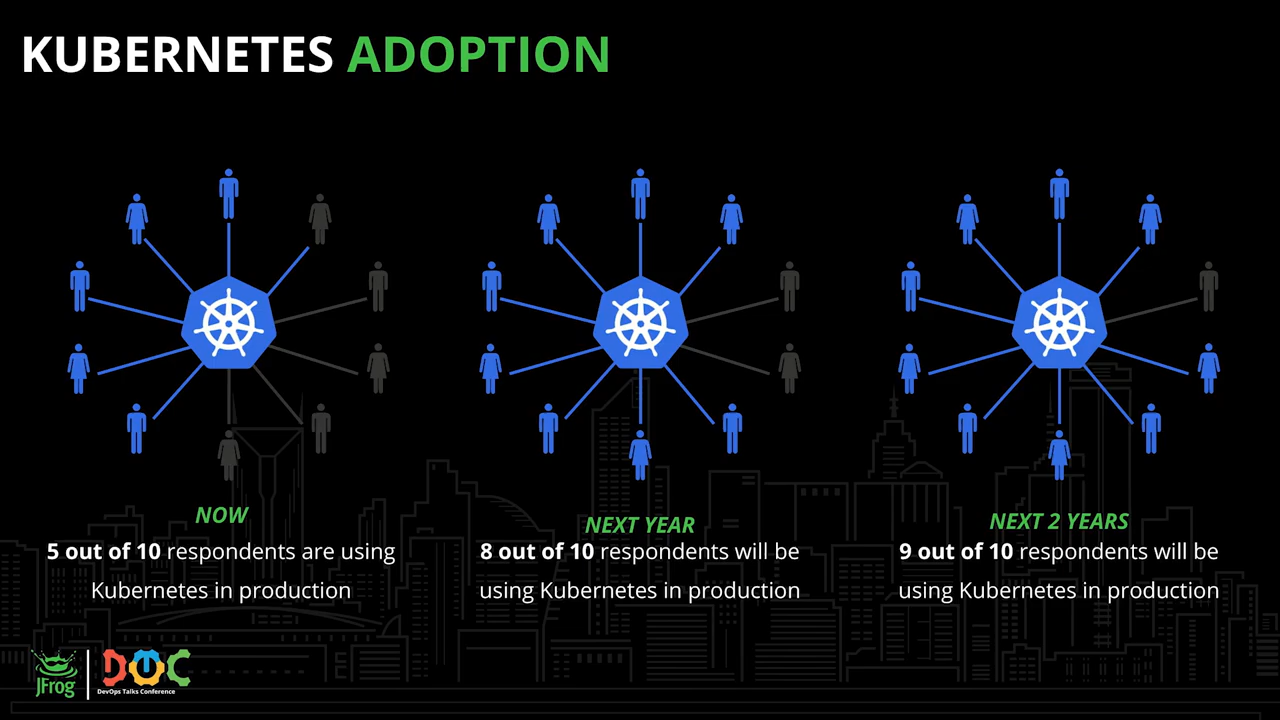 KUBERNETES ADOPTION
NOW
5 out of 10 respondents are using
Kubernetes in production
NEXT YEAR
8 out of 10 respondents will be
using Kubernetes in production
NEXT 2 YEARS
9 out of 10 respondents will be
using Kubernetes in production
JFrog
DOTC
DevOps Talks Conference